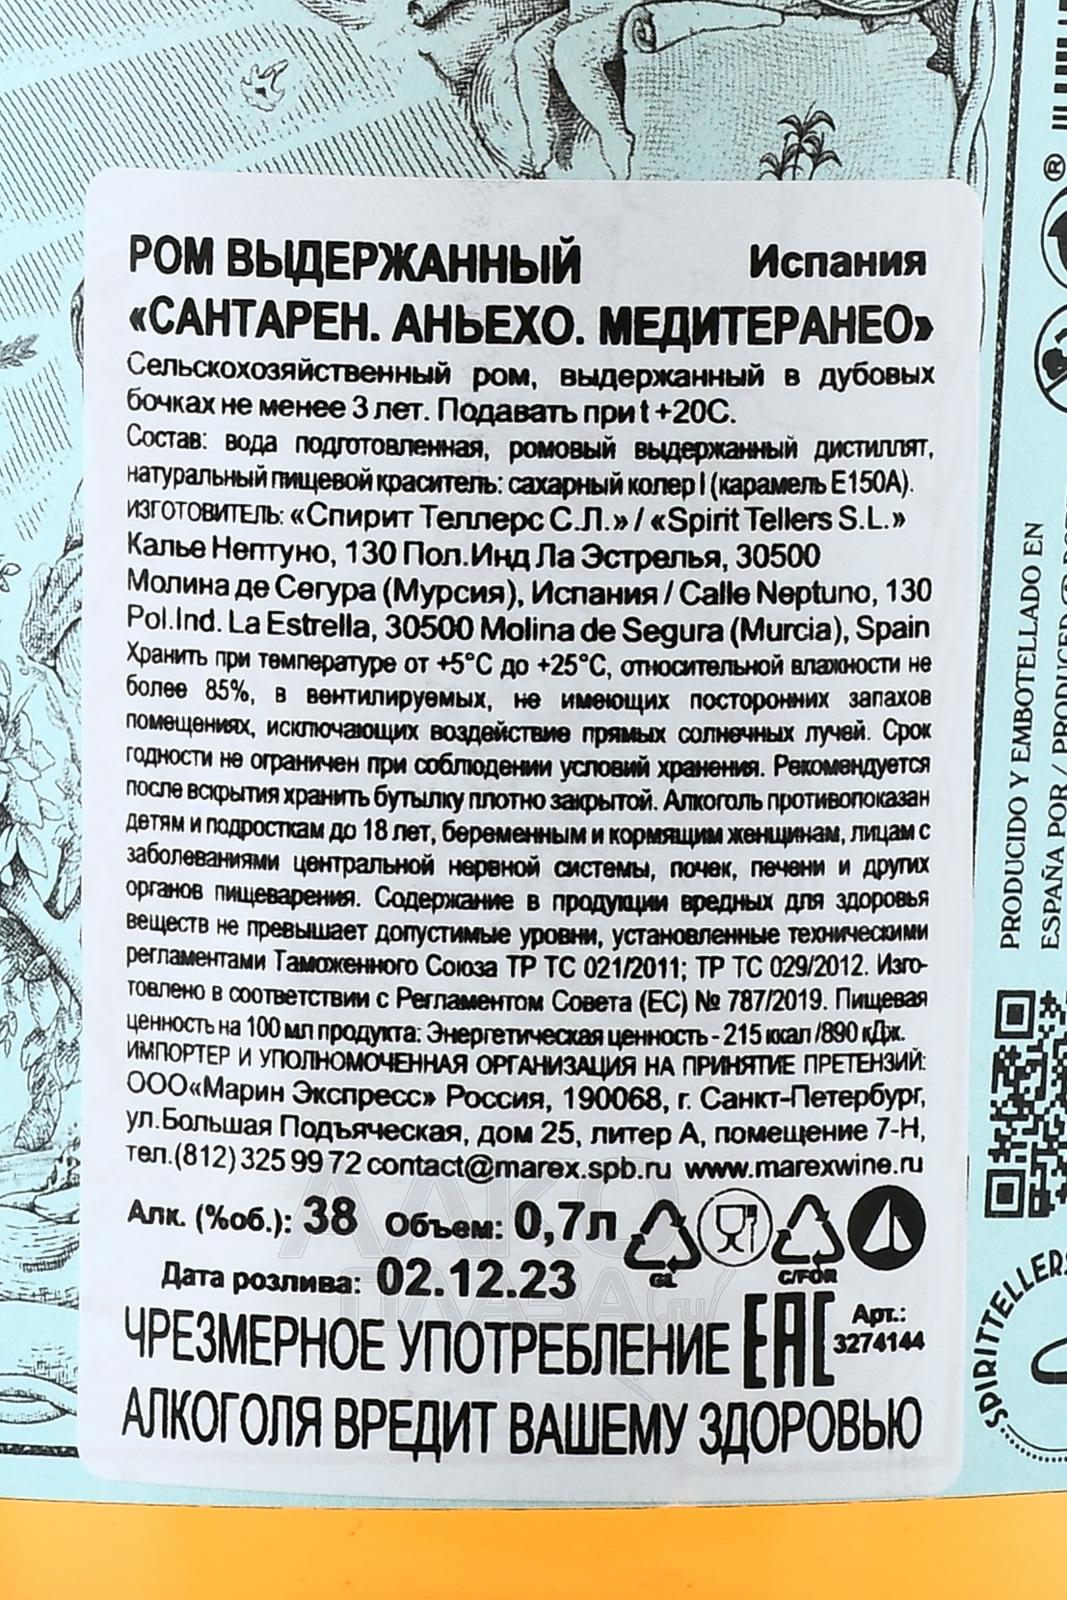 РОМ ВЫДЕРЖАННЫЙ Испания
«САНТАРЕН. АНЬЕХО. МЕДИТЕРАНЕО»
Сельскохозяйственный ром, выдержанный в дубовых
бочках не менее 3 лет. Подавать при t +20С.
Состав: вода подготовленная, ромовый выдержанный дистиллят,
натуральный пищевой краситель: сахарный колер I (карамель Е150А).
ИЗГОТОВИТЕЛЬ: «Спирит Теллерс С.Л.» / «Spirit Tellers S.L.»
Калье Нептуно, 130 Пол.Инд Ла Эстрелья, 30500
Молина де Сегура (Мурсия), Испания / Calle Neptuno, 130
Pol.Ind. La Estrella, 30500 Molina de Segura (Murcia), Spain
Хранить при температуре от +5°С до +25°С, относительной влажности не
более 85%, в вентилируемых, не имеющих посторонних запахов
помещениях, исключающих воздействие прямых солнечных лучей. Срок
годности не ограничен при соблюдении условий хранения. Рекомендуется
после вскрытия хранить бутылку плотно закрытой. Алкоголь противопоказан
детям и подросткам до 18 лет, беременным и кормящим женщинам, лицам с
заболеваниями центральной нервной системы, почек, печени и других
органов пищеварения. Содержание в продукции вредных для здоровья
веществ не превышает допустимые уровни, установленные техническими
регламентами Таможенного Союза ТР ТС 021/2011; ТР ТС 029/2012. Изго-
товлено в соответствии с Регламентом Совета (ЕС) № 787/2019. Пищевая
ценность на 100 мл продукта: Энергетическая ценность - 215 ккал /890 кДж.
ИМПОРТЕР И УПОЛНОМОЧЕННАЯ ОРГАНИЗАЦИЯ НА ПРИНЯТИЕ ПРЕТЕНЗИЙ:
ООО«Марин Экспресс» Россия, 190068, г. Санкт-Петербург,
ул.Большая Подъяческая, дом 25, литер А, помещение 7-Н,
тел.(812) 325 99 72 contact@marex.spb.ru www.marexwine.ru
Алк. (%об.): 38 Объем: 0,7л
GL C/FOR
Дата розлива: 02.12.23
ЧРЕЗМЕРНОЕ УПОТРЕБЛЕНИЕ EAC Арт.:
3274144
АЛКОГОЛЯ ВРЕДИТ ВАШЕМУ ЗДОРОВЬЮ
АЛКО
ПЛАЗА.ru
PRODUCIDO Y EMBOTELLADO EN
ESPAÑA POR / PRODUCED
SPIRITTELLERS
®